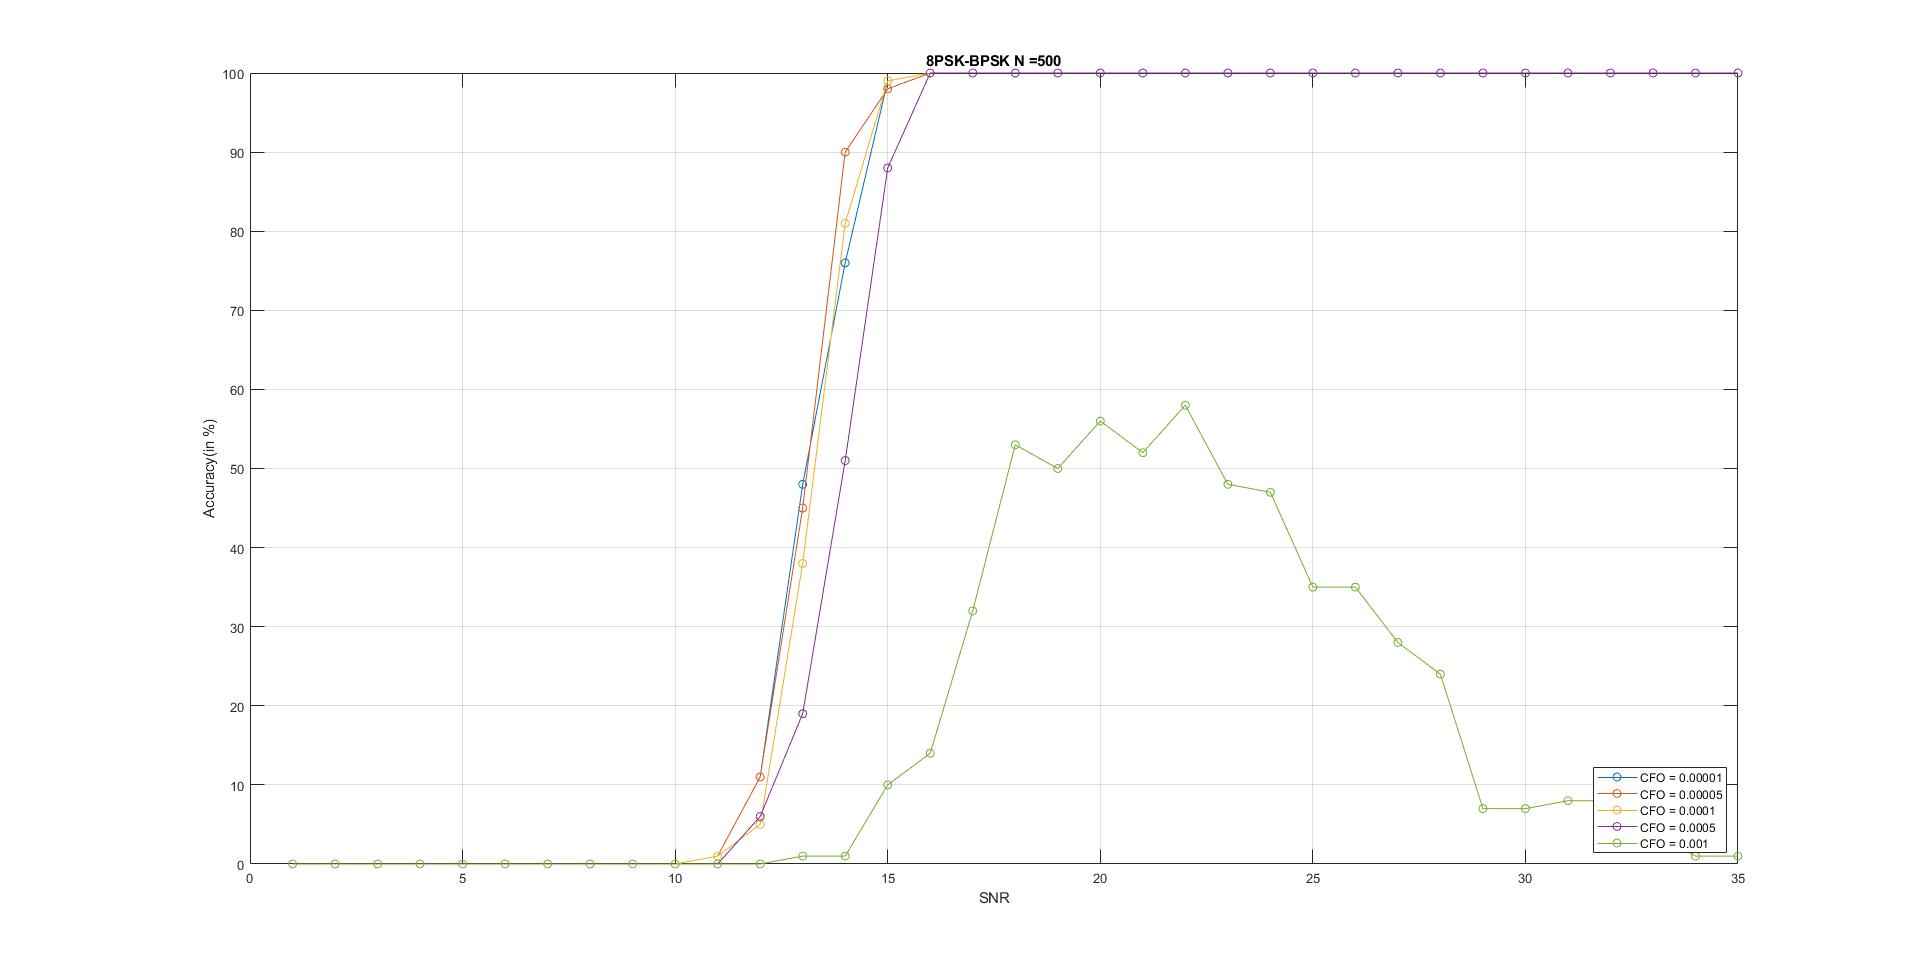 8PSK-BPSK N =500
100
90
80
70
60
50
40
30
20
10
0
Accuracy(in %)
0 5 10 15 20 25 30 35
SNR
CFO = 0.00001
CFO = 0.00005
CFO = 0.0001
CFO = 0.0005
CFO = 0.001